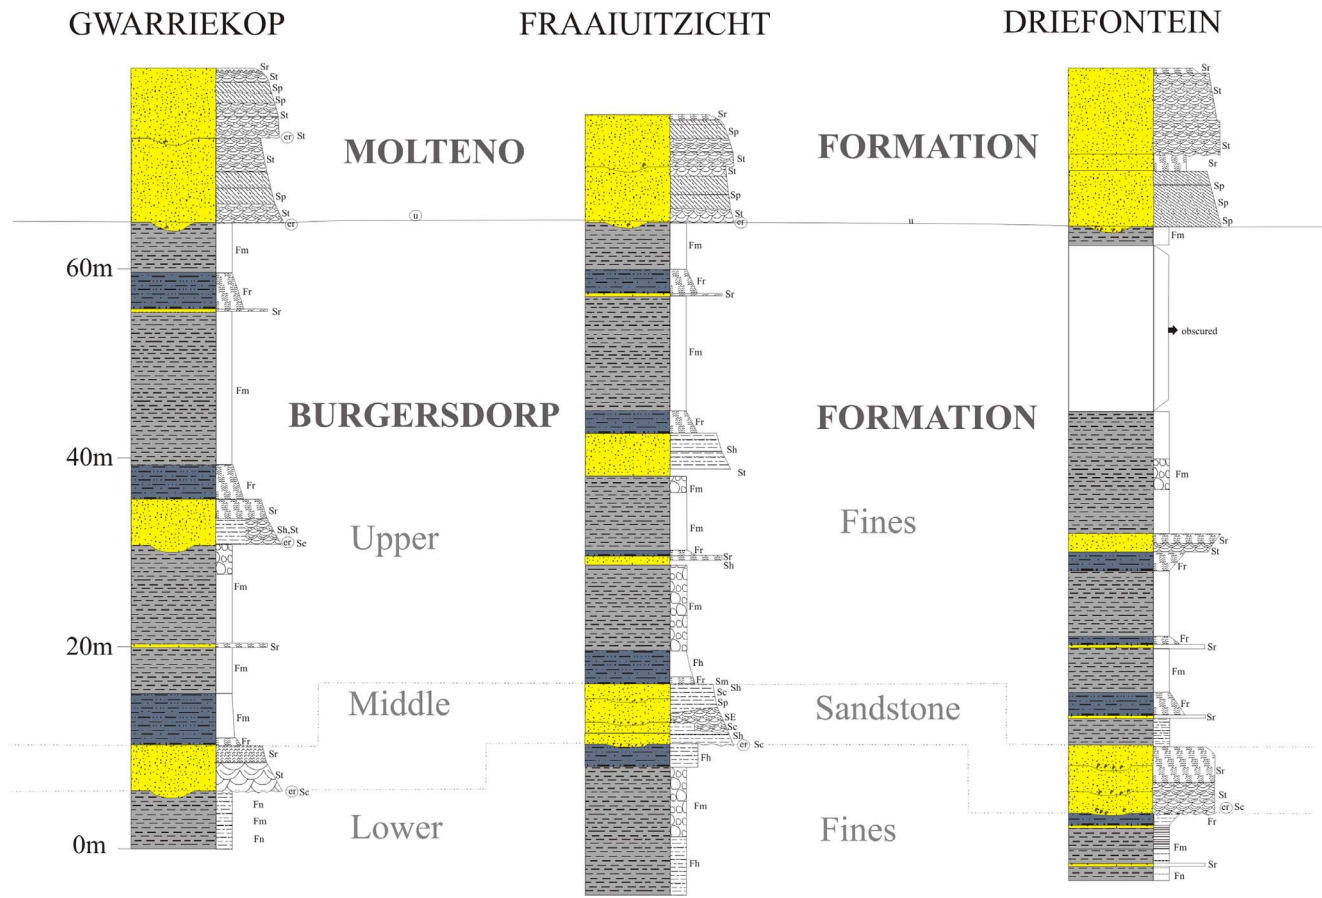 GWARRIEKOP
FRAAIUITZICHT
DRIEFONTEIN
MOLTENO FORMATION
BURGERSDORP FORMATION
Upper Fines
Middle Sandstone
Lower Fines
60m
40m
20m
0m
Sr
St
Sp
Sp
St
er St
St
Sp
St
er
Fm
Fr
Sr
Fm
Fr
Sr
Sh,St
er Sc
Fm
Sr
Fm
Fm
Fr
Sr
St
er Sc
Fn
Fm
Fn
u
Sr
Sp
St
St
Sp
St
er
Fm
Fr
Sr
Fm
Fr
Sh
St
Fm
Fm
Fr
Sr
Sh
Fm
Fh
Fr Sm
Sh
Sc
Sp
SE
Sc
Sh
er Sc
Fh
Fm
Fh
u
Sr
St
St
Sr
Sp
Sp
Sp
Fm
obscured
Fm
Sr
St
Fr
Fr
Sr
Fm
Fr
Sr
Sr
St
er Sc
Fr
Fm
Sr
Fn